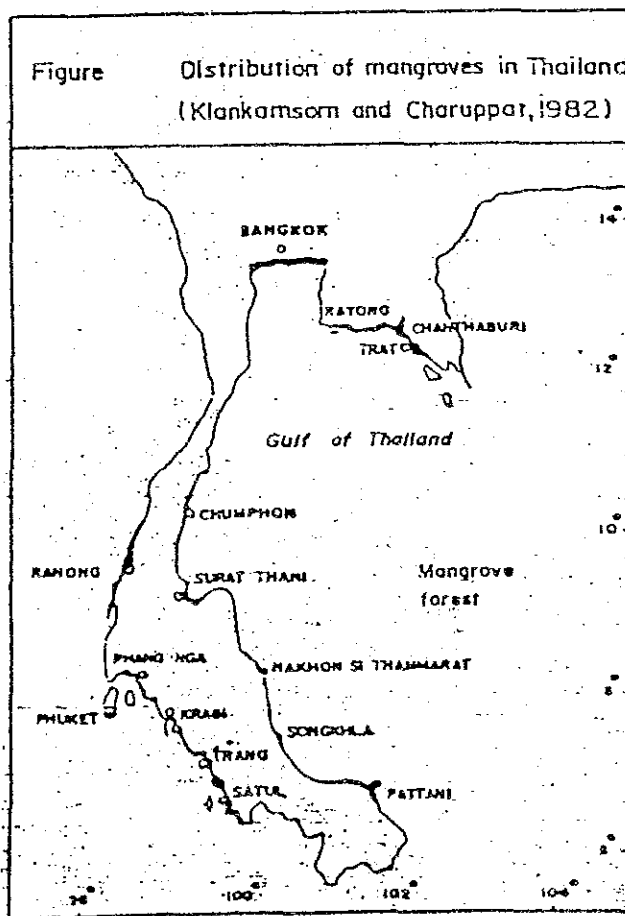 Figure Distribution of mangroves in Thailand
(Klankamsorn and Charuppat, 1982)
14°
BANGKOK
RAYONG
CHANTHABURI
TRAT
12°
Gulf of Thailand
CHUMPHON
10°
RANONG
SURAT THANI
Mangrove
forest
PHANG NGA
NAKHON SI THAMMARAT
8°
PHUKET
KRABI
SONGKHLA
TRANG
SATUL
PATTANI
100° 102° 104°